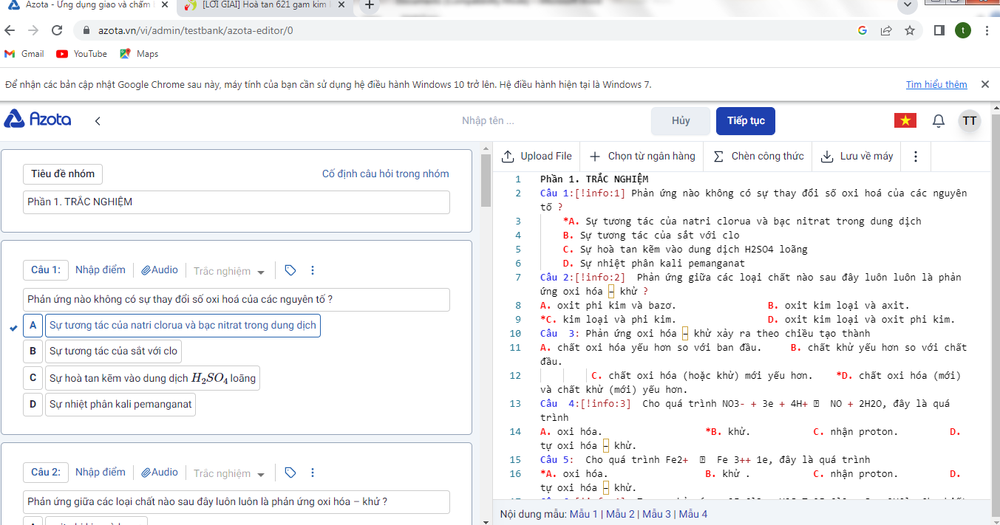 Azota - Ứng dụng giao và chấm
[LỜI GIẢI] Hoà tan 621 gam kim
azota.vn/vi/admin/testbank/azota-editor/0
t
Gmail YouTube Maps
Để nhận các bản cập nhật Google Chrome sau này, máy tính của bạn cần sử dụng hệ điều hành Windows 10 trở lên. Hệ điều hành hiện tại là Windows 7.
Tìm hiểu thêm
Azota
Nhập tên ...
Hủy
Tiếp tục
TT
Tiêu đề nhóm
Cố định câu hỏi trong nhóm
Phần 1. TRẮC NGHIỆM
Câu 1: Nhập điểm Audio Trắc nghiệm
Phản ứng nào không có sự thay đổi số oxi hoá của các nguyên tố ?
A Sự tương tác của natri clorua và bạc nitrat trong dung dịch
B Sự tương tác của sắt với clo
C Sự hoà tan kẽm vào dung dịch H2SO4 loãng
D Sự nhiệt phân kali pemanganat
Câu 2: Nhập điểm Audio Trắc nghiệm
Phản ứng giữa các loại chất nào sau đây luôn luôn là phản ứng oxi hóa – khử ?
Upload File Chọn từ ngân hàng Chèn công thức Lưu về máy
1 Phần 1. TRẮC NGHIỆM
2 Câu 1:[!info:1] Phản ứng nào không có sự thay đổi số oxi hoá của các nguyên
tố ?
3 *A. Sự tương tác của natri clorua và bạc nitrat trong dung dịch
4 B. Sự tương tác của sắt với clo
5 C. Sự hoà tan kẽm vào dung dịch H2SO4 loãng
6 D. Sự nhiệt phân kali pemanganat
7 Câu 2:[!info:2] Phản ứng giữa các loại chất nào sau đây luôn luôn là phản
ứng oxi hóa – khử ?
8 A. oxit phi kim và bazơ. B. oxit kim loại và axit.
9 *C. kim loại và phi kim. D. oxit kim loại và oxit phi kim.
10 Câu 3: Phản ứng oxi hóa – khử xảy ra theo chiều tạo thành
11 A. chất oxi hóa yếu hơn so với ban đầu. B. chất khử yếu hơn so với chất
đầu.
12 C. chất oxi hóa (hoặc khử) mới yếu hơn. *D. chất oxi hóa (mới)
và chất khử (mới) yếu hơn.
13 Câu 4:[!info:3] Cho quá trình NO3- + 3e + 4H+ NO + 2H2O, đây là quá
trình
14 A. oxi hóa. *B. khử. C. nhận proton. D.
tự oxi hóa – khử.
15 Câu 5: Cho quá trình Fe2+ Fe 3++ 1e, đây là quá trình
16 *A. oxi hóa. B. khử . C. nhận proton. D.
tự oxi hóa – khử.
Nội dung mẫu: Mẫu 1 | Mẫu 2 | Mẫu 3 | Mẫu 4